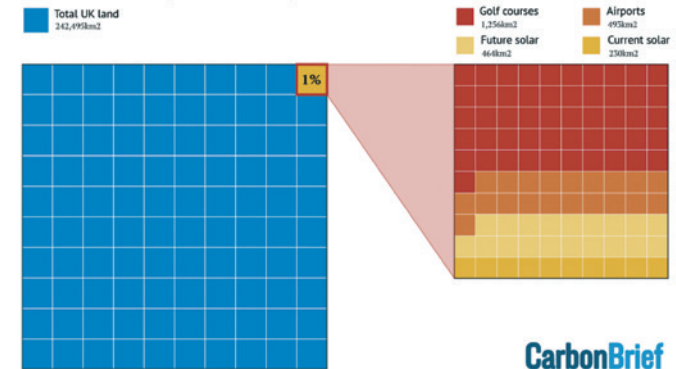 Total UK land
242,495km2
Golf courses
1,256km2
Airports
495km2
Future solar
464km2
Current solar
230km2
1%
CarbonBrief